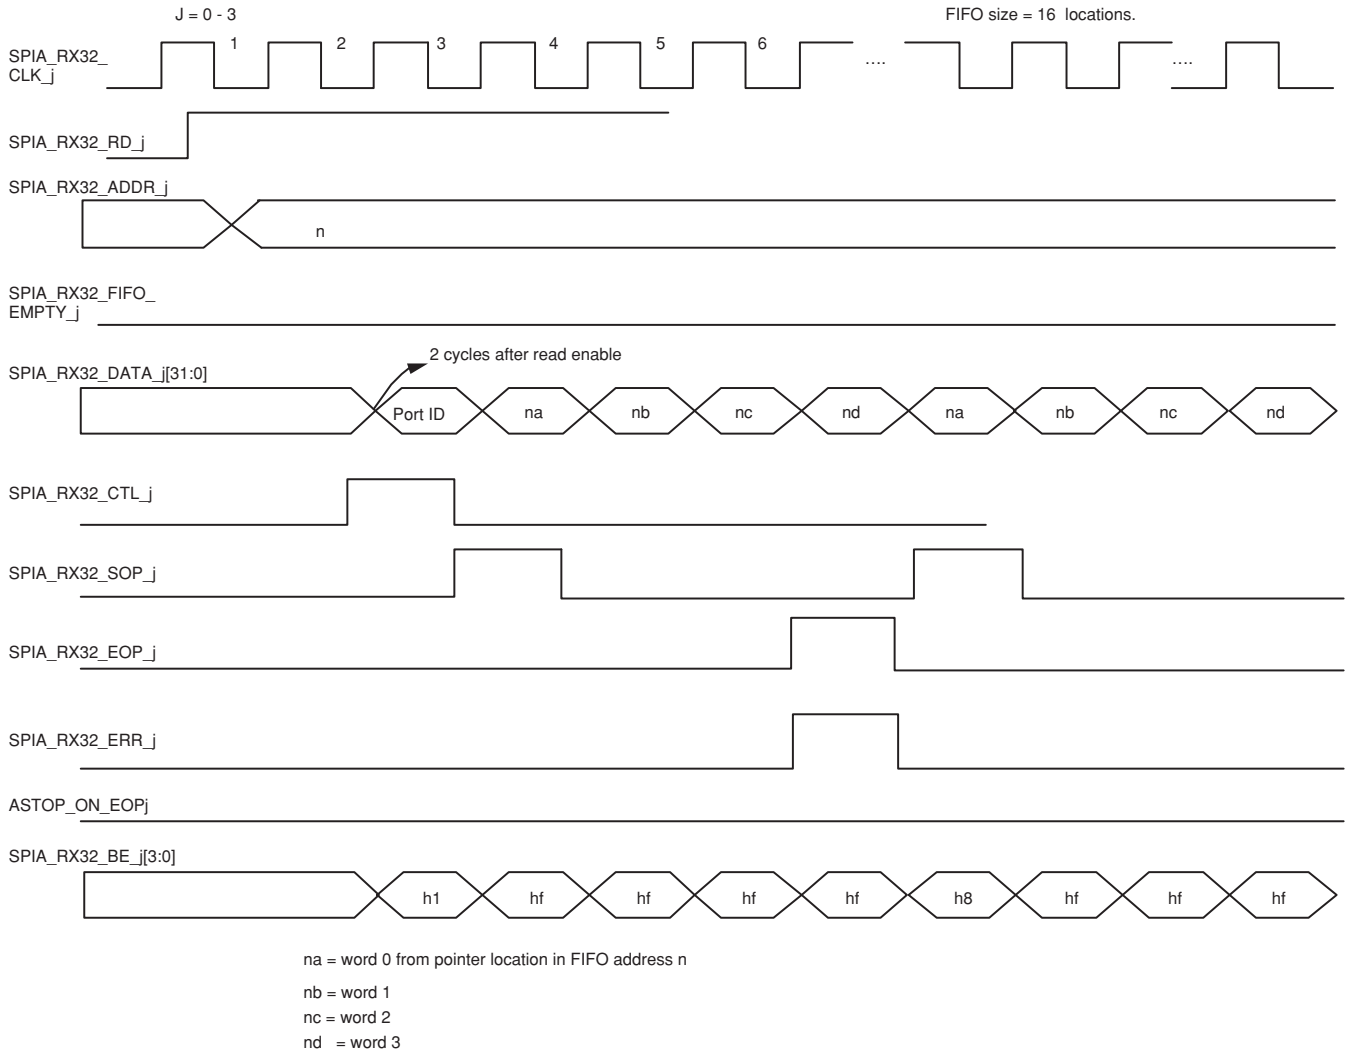 J = 0 - 3
FIFO size = 16 locations.
SPIA_RX32_
CLK_j
1 2 3 4 5 6 .... ....
SPIA_RX32_RD_j
SPIA_RX32_ADDR_j
n
SPIA_RX32_FIFO_
EMPTY_j
2 cycles after read enable
SPIA_RX32_DATA_j[31:0]
Port ID na nb nc nd na nb nc nd
SPIA_RX32_CTL_j
SPIA_RX32_SOP_j
SPIA_RX32_EOP_j
SPIA_RX32_ERR_j
ASTOP_ON_EOPj
SPIA_RX32_BE_j[3:0]
h1 hf hf hf hf h8 hf hf hf
na = word 0 from pointer location in FIFO address n
nb = word 1
nc = word 2
nd = word 3